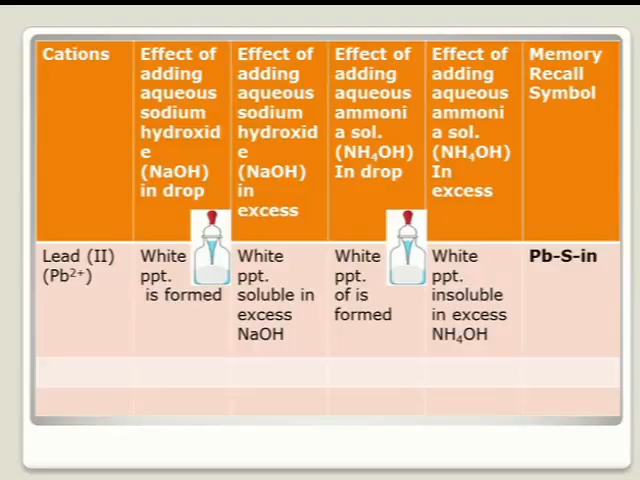 Cations
Effect of
adding
aqueous
sodium
hydroxid
e
(NaOH)
in drop
Effect of
adding
aqueous
sodium
hydroxid
e
(NaOH)
in
excess
Effect of
adding
aqueous
ammoni
a sol.
(NH₄OH)
In drop
Effect of
adding
aqueous
ammoni
a sol.
(NH₄OH)
In
excess
Memory
Recall
Symbol
Lead (II)
(Pb²⁺)
White
ppt.
is formed
White
ppt.
soluble in
excess
NaOH
White
ppt.
of is
formed
White
ppt.
insoluble
in excess
NH₄OH
Pb-S-in